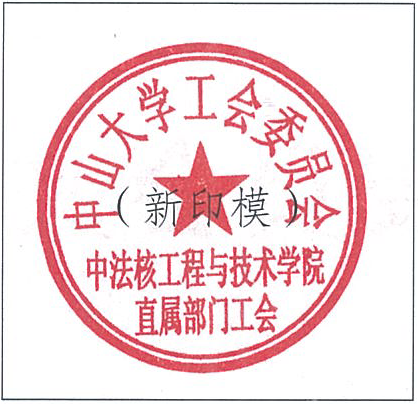 中山大学工会委员会
（新印模）
中法核工程与技术学院
直属部门工会